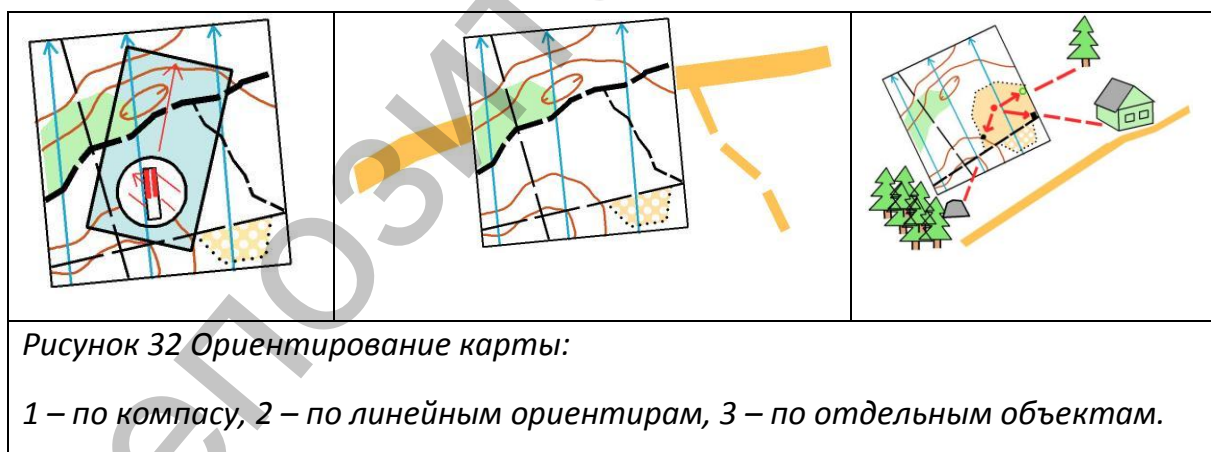 Рисунок 32 Ориентирование карты:
1 – по компасу, 2 – по линейным ориентирам, 3 – по отдельным объектам.